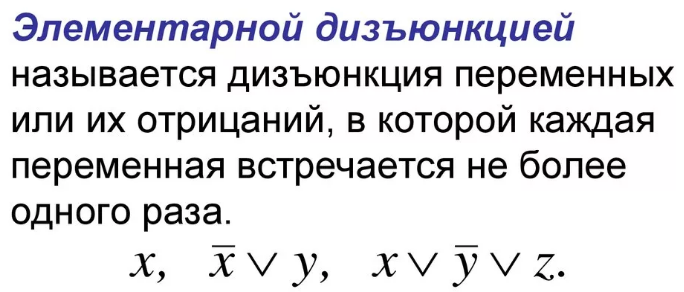 Элементарной дизъюнкцией
называется дизъюнкция переменных
или их отрицаний, в которой каждая
переменная встречается не более
одного раза.
x, x̅ ∨ y, x ∨ y̅ ∨ z.